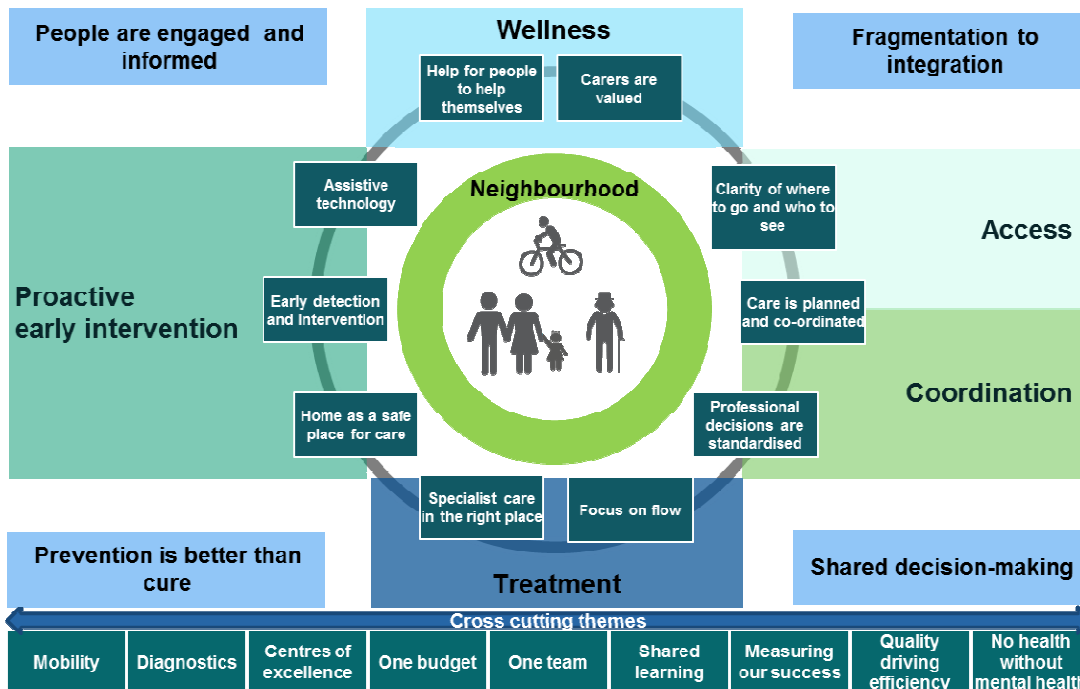 People are engaged and
informed
Wellness
Fragmentation to
integration
Help for people
to help
themselves
Carers are
valued
Assistive
technology
Neighbourhood
Clarity of where
to go and who to
see
Access
Proactive
early intervention
Early detection
and Intervention
Care is planned
and co-ordinated
Coordination
Home as a safe
place for care
Professional
decisions are
standardised
Specialist care
in the right place
Focus on flow
Prevention is better than
cure
Treatment
Shared decision-making
Cross cutting themes
Mobility
Diagnostics
Centres of
excellence
One budget
One team
Shared
learning
Measuring
our success
Quality
driving
efficiency
No health
without
mental health